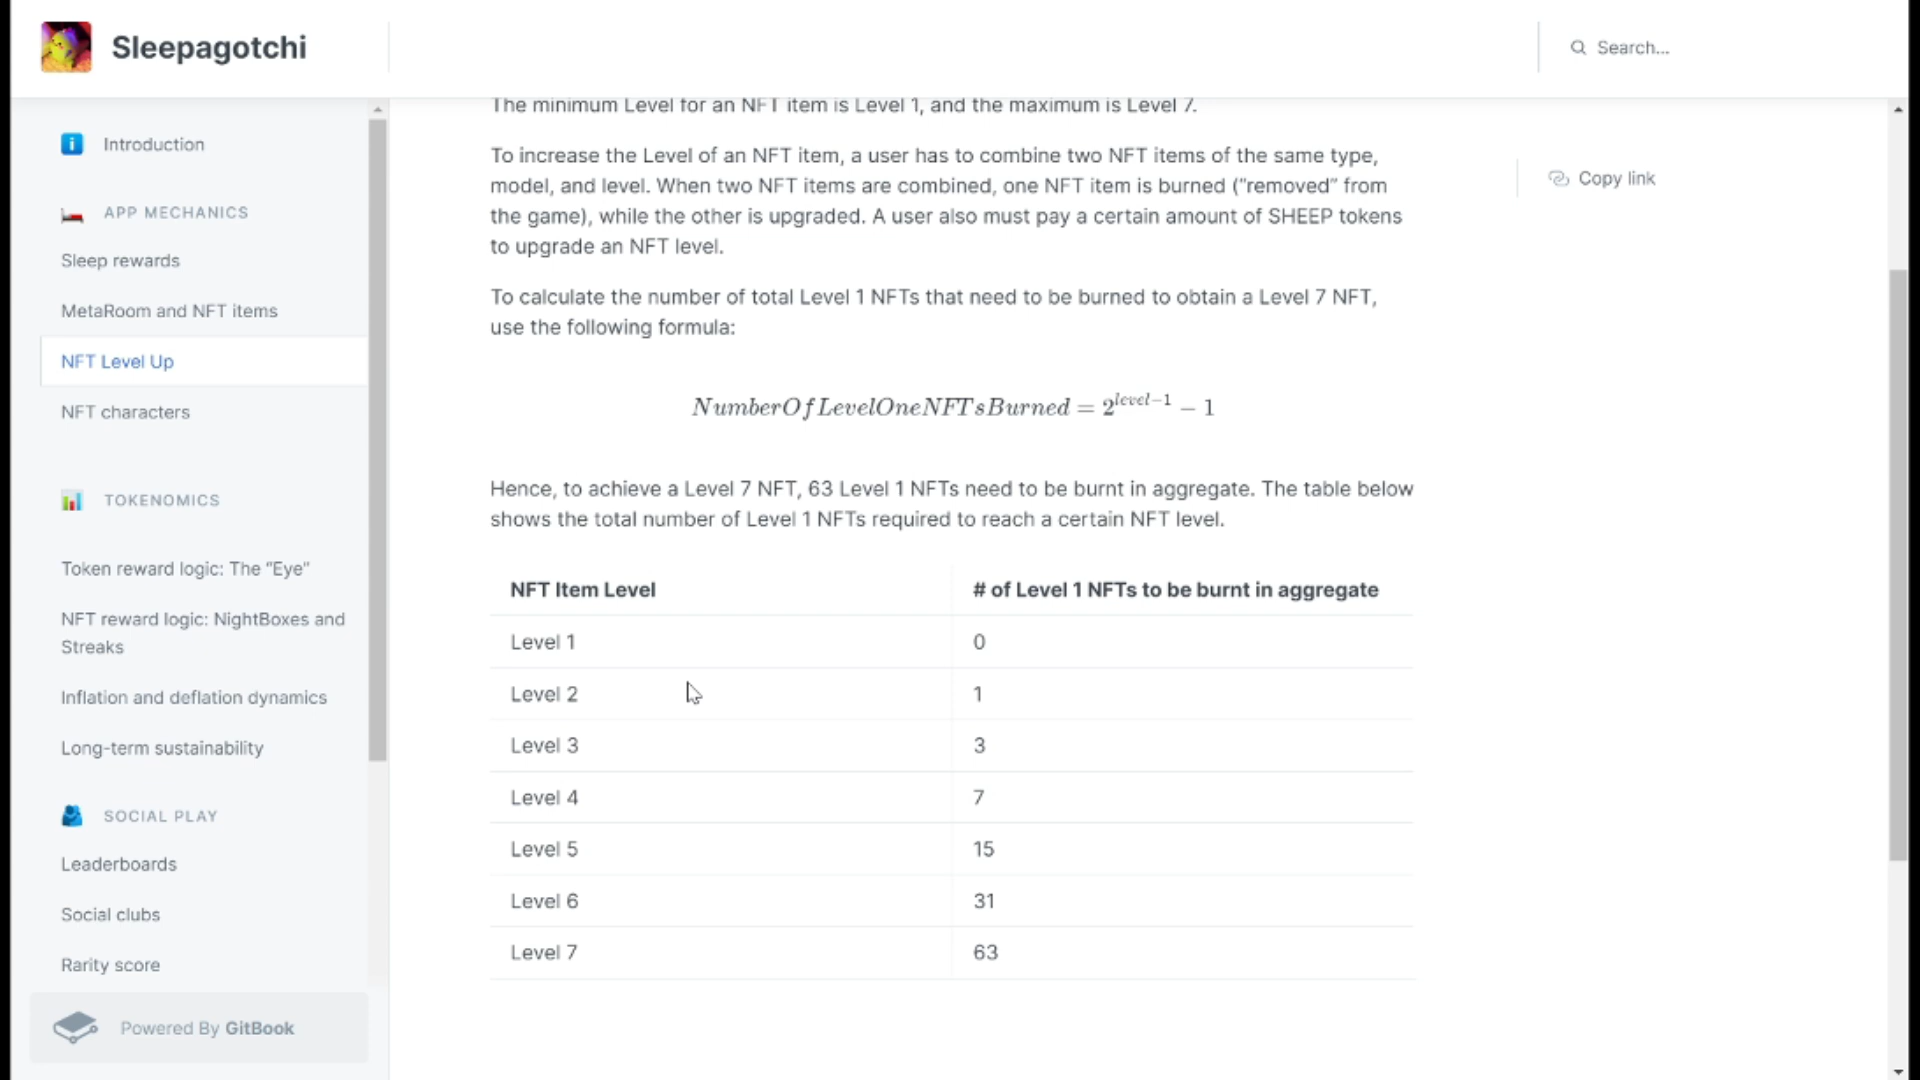 Sleepagotchi
Search...
Introduction
APP MECHANICS
Sleep rewards
MetaRoom and NFT items
NFT Level Up
NFT characters
TOKENOMICS
Token reward logic: The “Eye”
NFT reward logic: NightBoxes and
Streaks
Inflation and deflation dynamics
Long-term sustainability
SOCIAL PLAY
Leaderboards
Social clubs
Rarity score
Powered By GitBook
The minimum Level for an NFT item is Level 1, and the maximum is Level 7.
To increase the Level of an NFT item, a user has to combine two NFT items of the same type,
model, and level. When two NFT items are combined, one NFT item is burned (“removed” from
the game), while the other is upgraded. A user also must pay a certain amount of SHEEP tokens
to upgrade an NFT level.
To calculate the number of total Level 1 NFTs that need to be burned to obtain a Level 7 NFT,
use the following formula:
NumberOfLevelOneNFTsBurned = 2^{level−1} − 1
Hence, to achieve a Level 7 NFT, 63 Level 1 NFTs need to be burnt in aggregate. The table below
shows the total number of Level 1 NFTs required to reach a certain NFT level.
NFT Item Level # of Level 1 NFTs to be burnt in aggregate
Level 1 0
Level 2 1
Level 3 3
Level 4 7
Level 5 15
Level 6 31
Level 7 63
Copy link